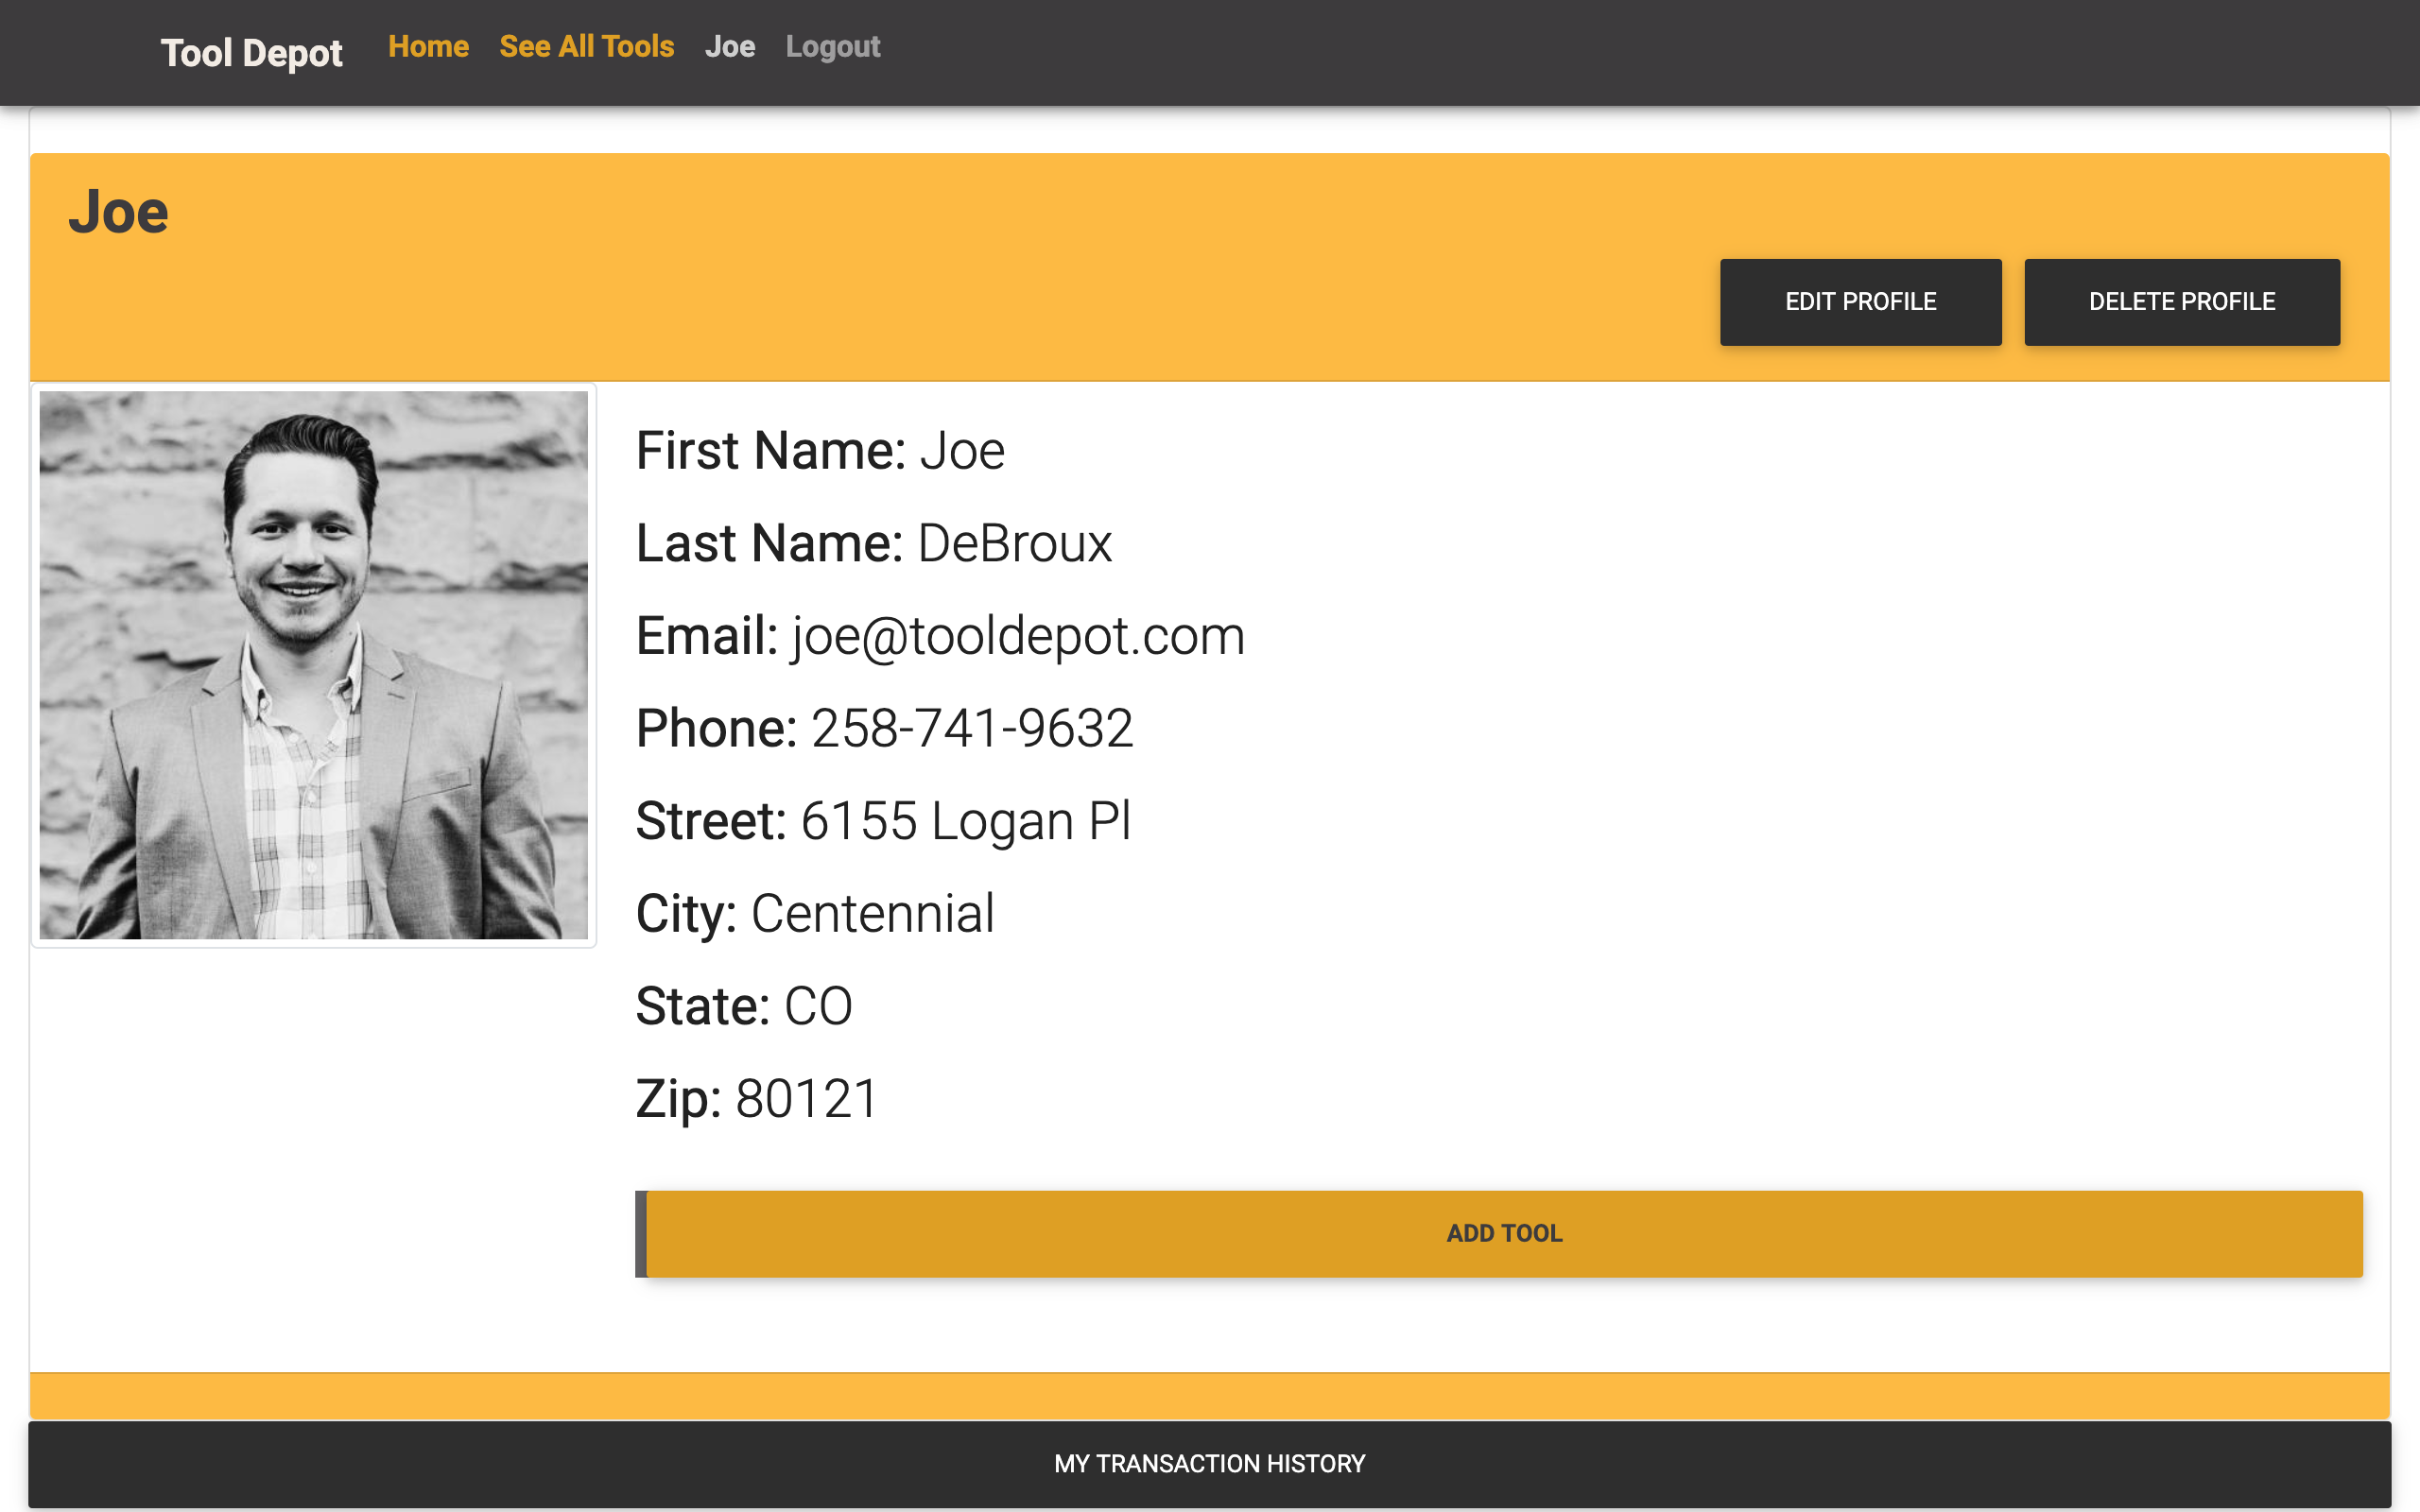 Tool Depot Home See All Tools Joe Logout
Joe
EDIT PROFILE DELETE PROFILE
First Name: Joe
Last Name: DeBroux
Email: joe@tooldepot.com
Phone: 258-741-9632
Street: 6155 Logan Pl
City: Centennial
State: CO
Zip: 80121
ADD TOOL
MY TRANSACTION HISTORY